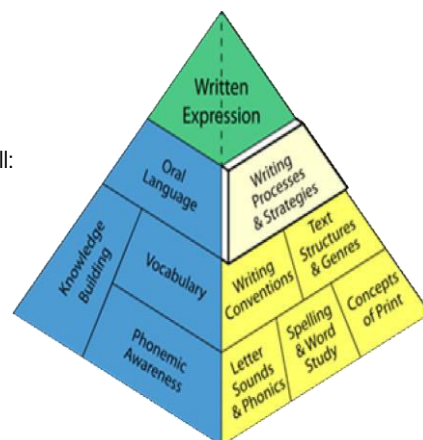 Written
Expression
ll:
Oral
Language
Writing
Processes
& Strategies
Knowledge
Building
Vocabulary
Phonemic
Awareness
Writing
Conventions
Text
Structures
& Genres
Letter
Sounds
& Phonics
Spelling
& Word
Study
Concepts
of Print